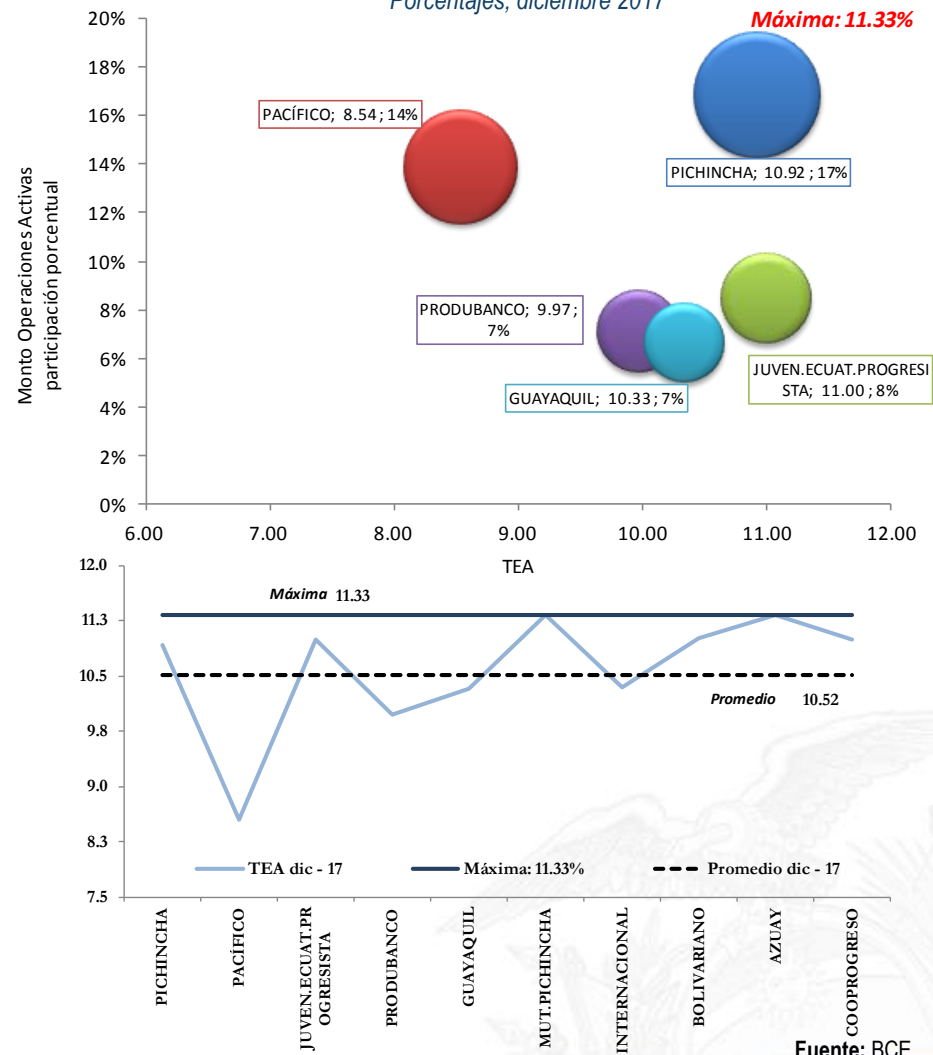 Porcentajes, diciembre 2017
Máxima: 11.33%
20%
18%
16%
14%
12%
10%
8%
6%
4%
2%
0%
Monto Operaciones Activas
participación porcentual
PACÍFICO; 8.54 ; 14%
PICHINCHA; 10.92 ; 17%
PRODUBANCO; 9.97 ;
7%
GUAYAQUIL; 10.33 ; 7%
JUVEN.ECUAT.PROGRESI
STA; 11.00 ; 8%
6.00 7.00 8.00 9.00 10.00 11.00 12.00
TEA
12.0
11.3
10.5
9.8
9.0
8.3
7.5
Máxima 11.33
Promedio 10.52
TEA dic - 17 Máxima: 11.33% Promedio dic - 17
PICHINCHA
PACÍFICO
JUVEN.ECUAT.PR
OGRESISTA
PRODUBANCO
GUAYAQUIL
MUT.PICHINCHA
INTERNACIONAL
BOLIVARIANO
AZUAY
COOPROGRESO
Fuente: BCE